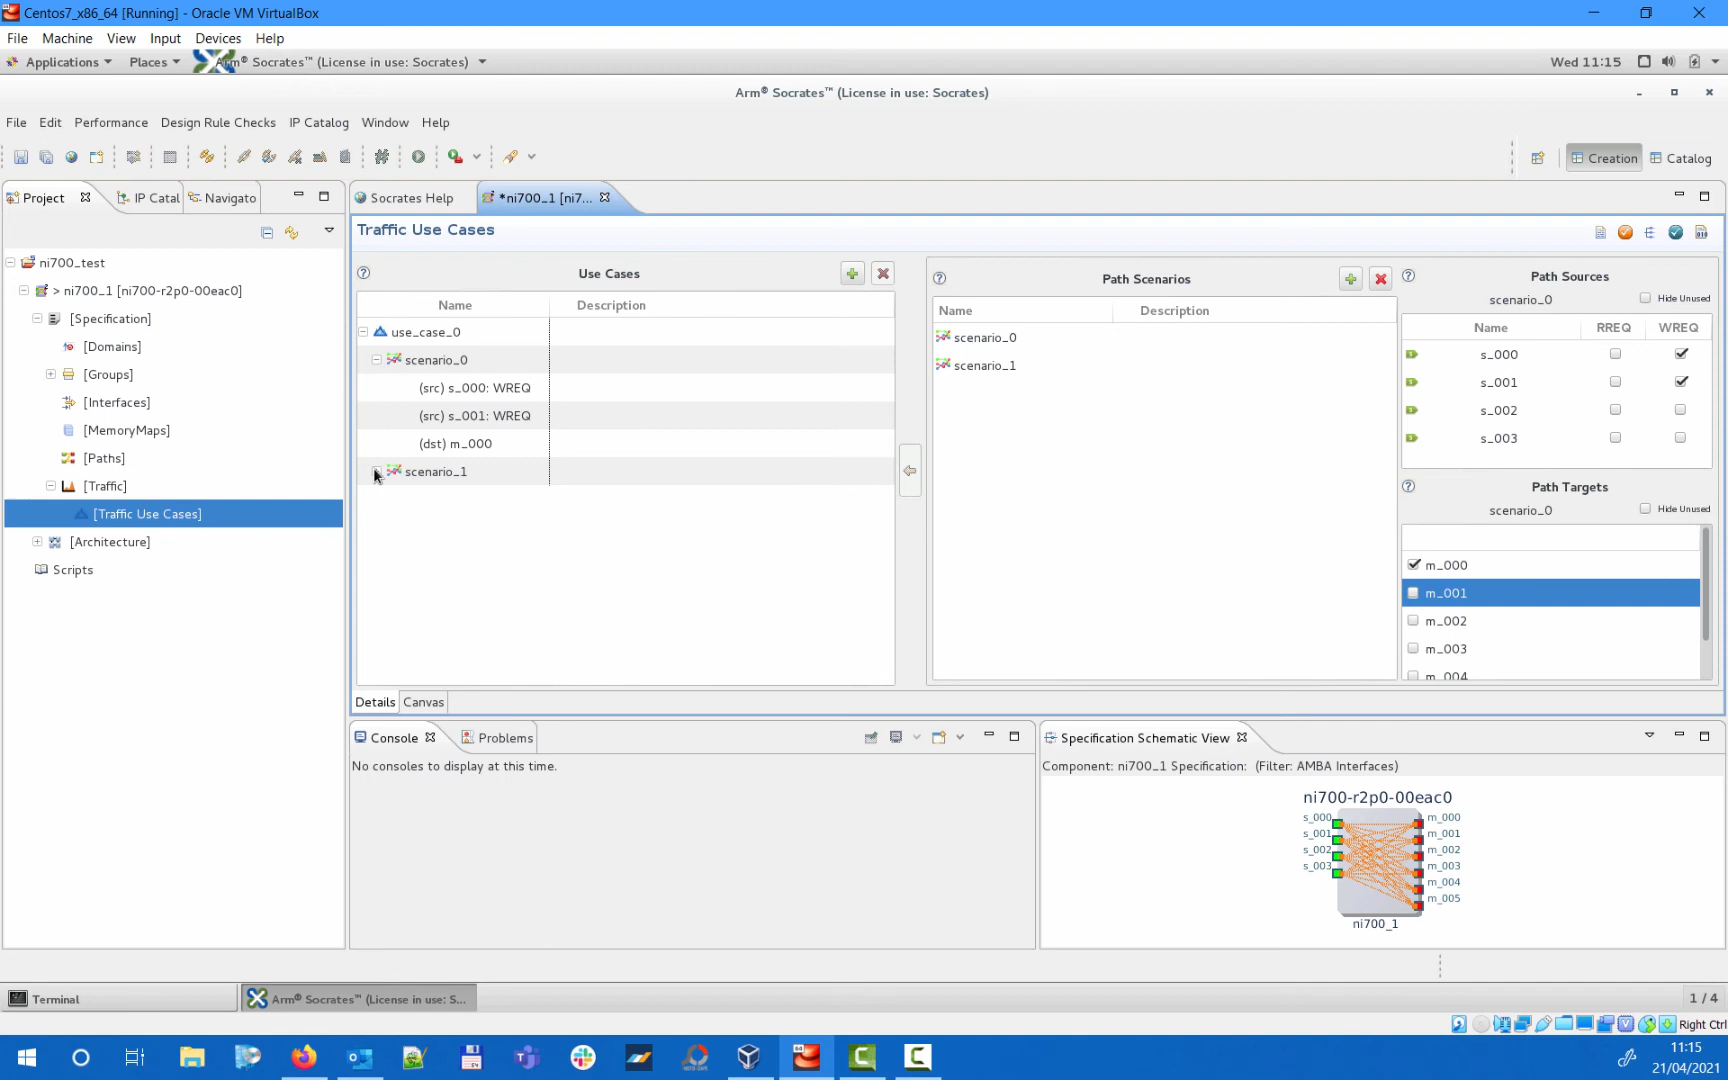 Centos7_x86_64 [Running] - Oracle VM VirtualBox
File Machine View Input Devices Help
Applications Places Arm® Socrates™ (License in use: Socrates) Wed 11:15
Arm® Socrates™ (License in use: Socrates)
File Edit Performance Design Rule Checks IP Catalog Window Help
Creation Catalog
Project IP Catal Navigato
Socrates Help *ni700_1 [ni7...
Traffic Use Cases
ni700_test
> ni700_1 [ni700-r2p0-00eac0]
[Specification]
[Domains]
[Groups]
[Interfaces]
[MemoryMaps]
[Paths]
[Traffic]
[Traffic Use Cases]
[Architecture]
Scripts
Use Cases
Name Description
use_case_0
scenario_0
(src) s_000: WREQ
(src) s_001: WREQ
(dst) m_000
scenario_1
Path Scenarios
Name Description
scenario_0
scenario_1
Path Sources
scenario_0 Hide Unused
Name RREQ WREQ
s_000
s_001
s_002
s_003
Path Targets
scenario_0 Hide Unused
m_000
m_001
m_002
m_003
m_004
Details Canvas
Console Problems
No consoles to display at this time.
Specification Schematic View
Component: ni700_1 Specification: (Filter: AMBA Interfaces)
ni700-r2p0-00eac0
s_000 m_000
s_001 m_001
s_002 m_002
s_003 m_003
m_004
m_005
ni700_1
Terminal Arm® Socrates™ (License in use: S... 1 / 4
Right Ctrl
11:15
21/04/2021